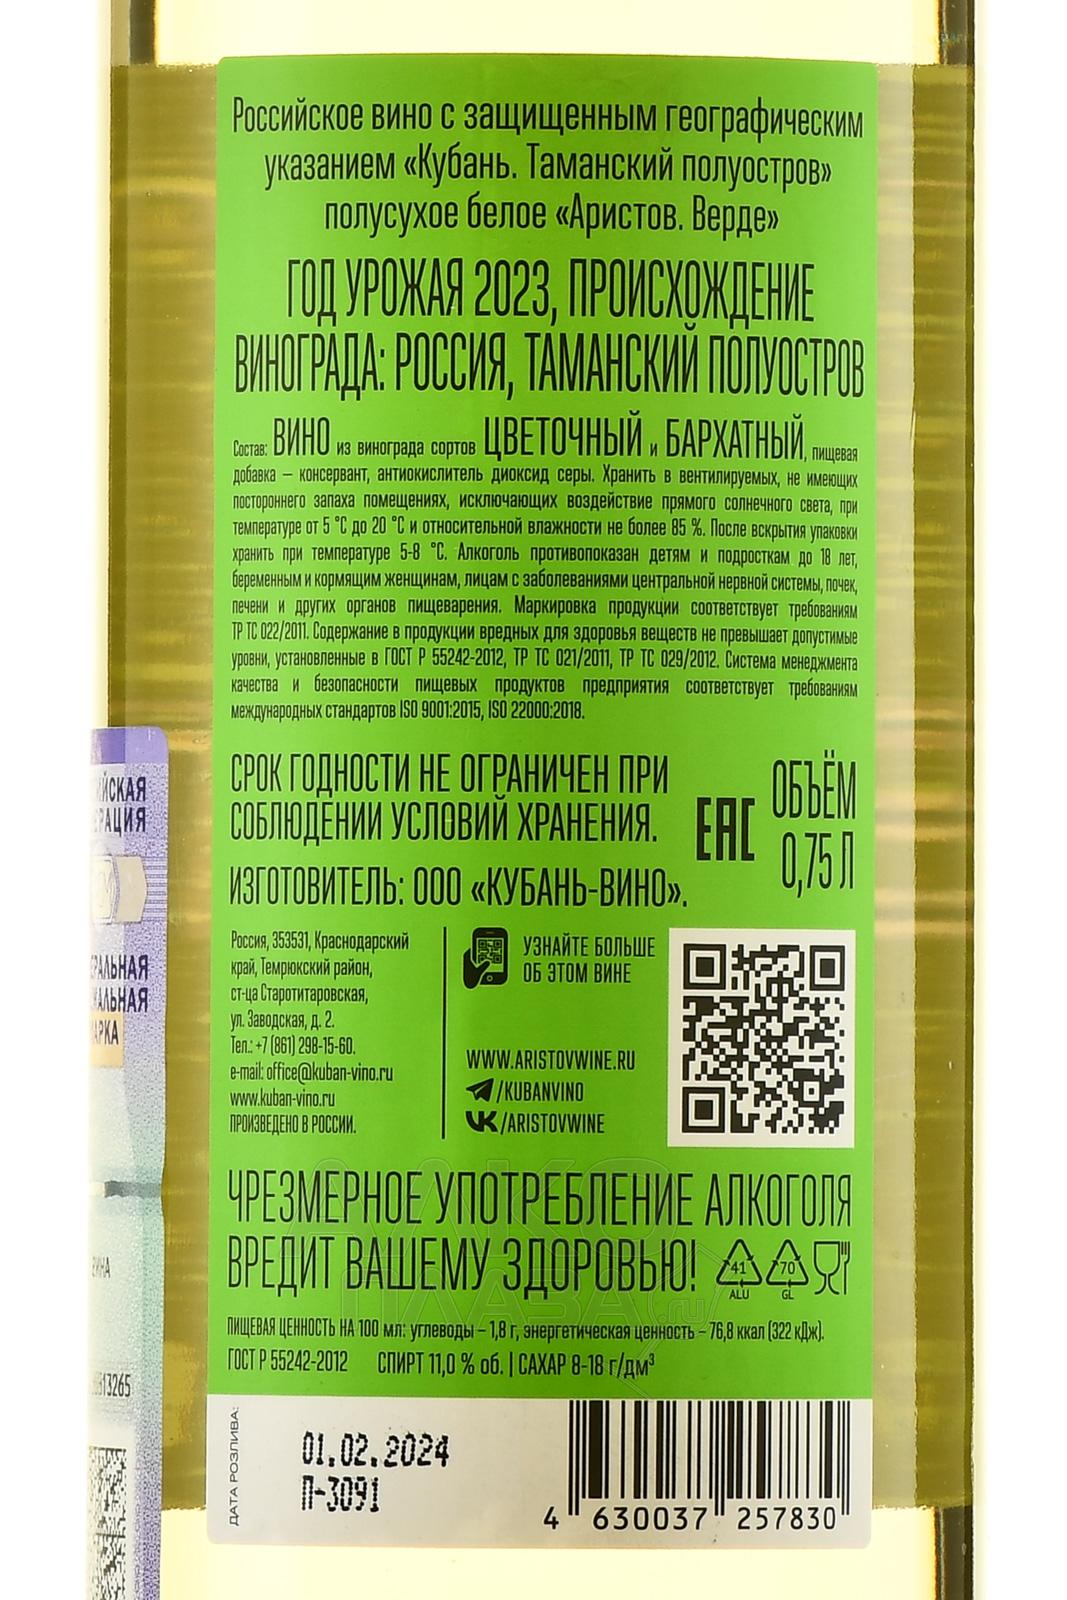 Российское вино с защищенным географическим
указанием «Кубань. Таманский полуостров»
полусухое белое «Аристов. Верде»
ГОД УРОЖАЯ 2023, ПРОИСХОЖДЕНИЕ
ВИНОГРАДА: РОССИЯ, ТАМАНСКИЙ ПОЛУОСТРОВ
Состав: ВИНО из винограда сортов ЦВЕТОЧНЫЙ и БАРХАТНЫЙ, пищевая
добавка – консервант, антиокислитель диоксид серы. Хранить в вентилируемых, не имеющих
постороннего запаха помещениях, исключающих воздействие прямого солнечного света, при
температуре от 5 °С до 20 °С и относительной влажности не более 85 %. После вскрытия упаковки
хранить при температуре 5-8 °С. Алкоголь противопоказан детям и подросткам до 18 лет,
беременным и кормящим женщинам, лицам с заболеваниями центральной нервной системы, почек,
печени и других органов пищеварения. Маркировка продукции соответствует требованиям
ТР ТС 022/2011. Содержание в продукции вредных для здоровья веществ не превышает допустимые
уровни, установленные в ГОСТ Р 55242-2012, ТР ТС 021/2011, ТР ТС 029/2012. Система менеджмента
качества и безопасности пищевых продуктов предприятия соответствует требованиям
международных стандартов ISO 9001:2015, ISO 22000:2018.
СРОК ГОДНОСТИ НЕ ОГРАНИЧЕН ПРИ
СОБЛЮДЕНИИ УСЛОВИЙ ХРАНЕНИЯ.
ЕАС
ОБЪЁМ
0,75 Л
ИЗГОТОВИТЕЛЬ: ООО «КУБАНЬ-ВИНО».
Россия, 353531, Краснодарский
край, Темрюкский район,
ст-ца Старотитаровская,
ул. Заводская, д. 2.
Тел.: +7 (861) 298-15-60.
e-mail: office@kuban-vino.ru
www.kuban-vino.ru
ПРОИЗВЕДЕНО В РОССИИ.
УЗНАЙТЕ БОЛЬШЕ
ОБ ЭТОМ ВИНЕ
WWW.ARISTOVWINE.RU
/KUBANVINO
/ARISTOVWINE
ЧРЕЗМЕРНОЕ УПОТРЕБЛЕНИЕ АЛКОГОЛЯ
ВРЕДИТ ВАШЕМУ ЗДОРОВЬЮ!
41
ALU
70
GL
АЛКО
ПЛАЗА.ru
ПИЩЕВАЯ ЦЕННОСТЬ НА 100 мл: углеводы – 1,8 г, энергетическая ценность – 76,8 ккал (322 кДж).
ГОСТ Р 55242-2012 СПИРТ 11,0 % об. | САХАР 8-18 г/дм³
ДАТА РОЗЛИВА:
01.02.2024
П-3091
4 630037 257830